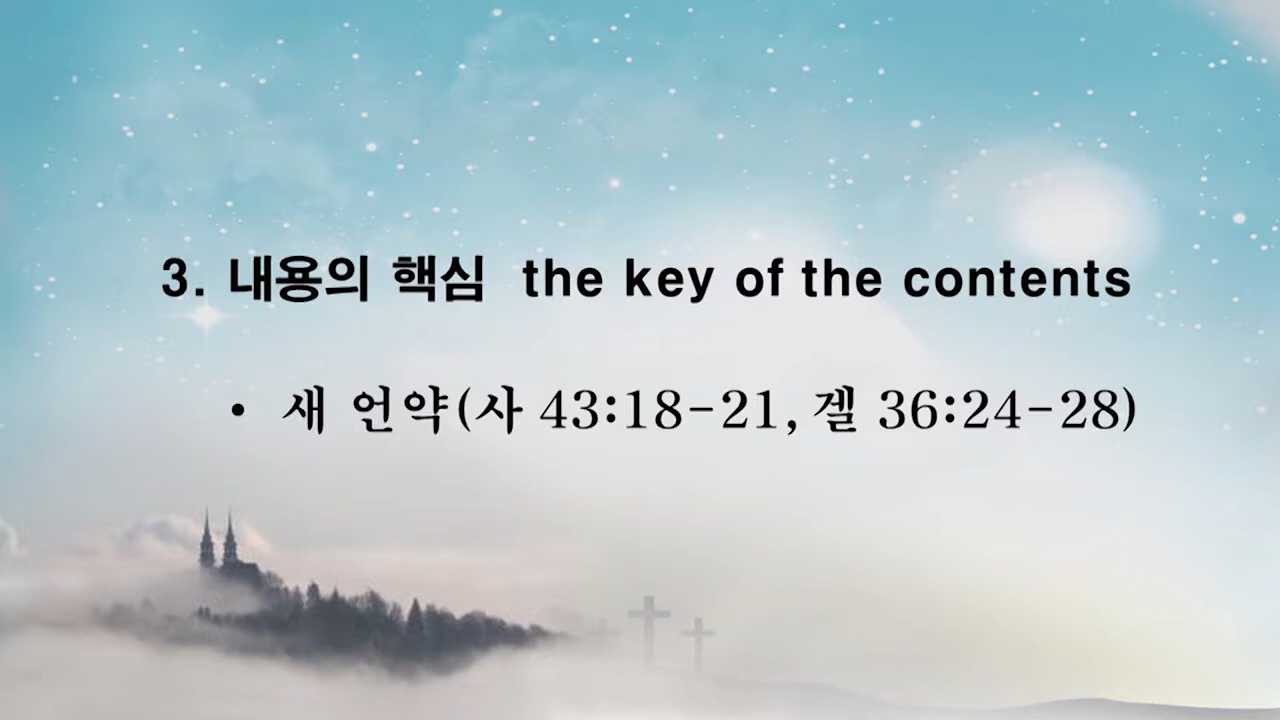 3. 내용의 핵심 the key of the contents
• 새 언약(사 43:18-21, 겔 36:24-28)